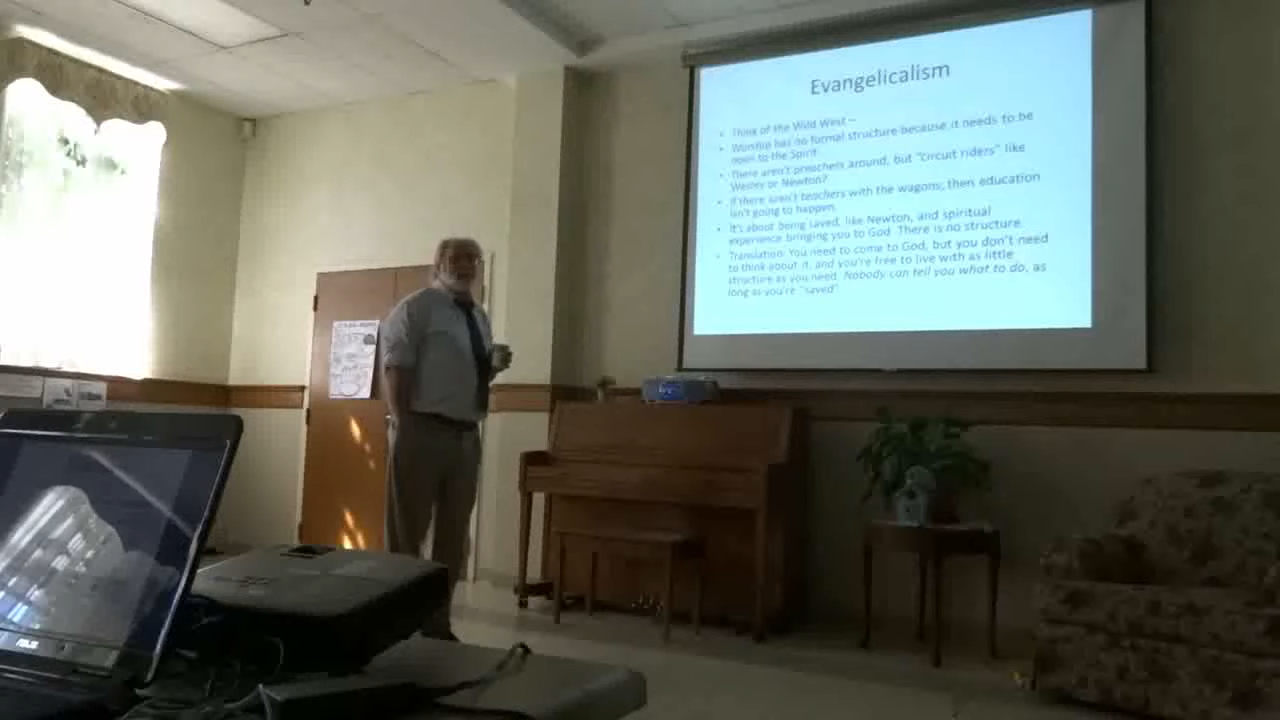 Evangelicalism
• Think of the Wild West –
• Worship has no formal structure because it needs to be
open to the Spirit.
• There aren't preachers around, but "circuit riders" like
Wesley or Newton?
• If there aren't teachers with the wagons, then education
isn't going to happen.
• It's about being saved, like Newton, and spiritual
experience bringing you to God. There is no structure.
• Translation: You need to come to God, but you don't need
to think about it, and you're free to live with as little
structure as you need. Nobody can tell you what to do, as
long as you're "saved"
ASUS